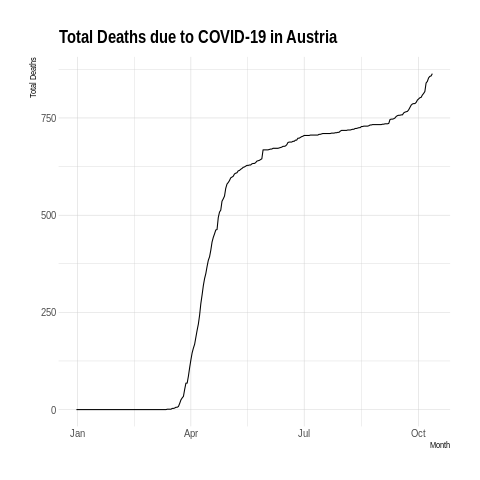 Total Deaths due to COVID-19 in Austria
Total Deaths
750
500
250
0
Jan Apr Jul Oct
Month